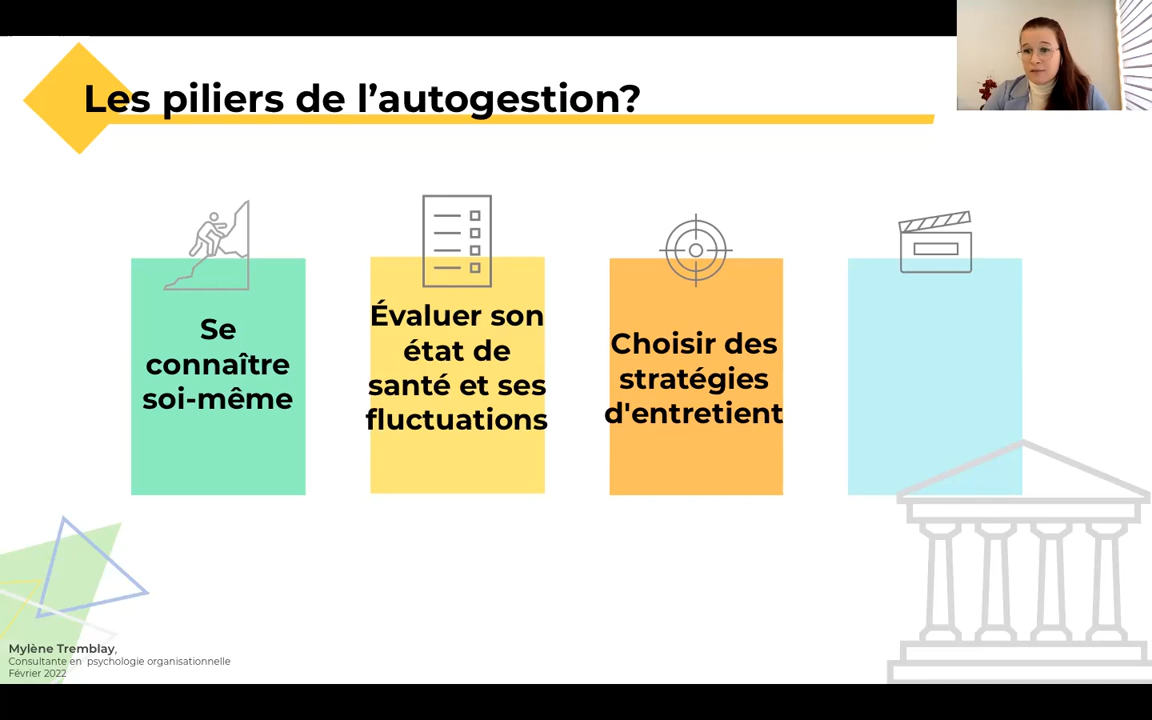 Les piliers de l’autogestion?
Se
connaître
soi-même
Évaluer son
état de
santé et ses
fluctuations
Choisir des
stratégies
d'entretient
Mylène Tremblay,
Consultante en psychologie organisationnelle
Février 2022